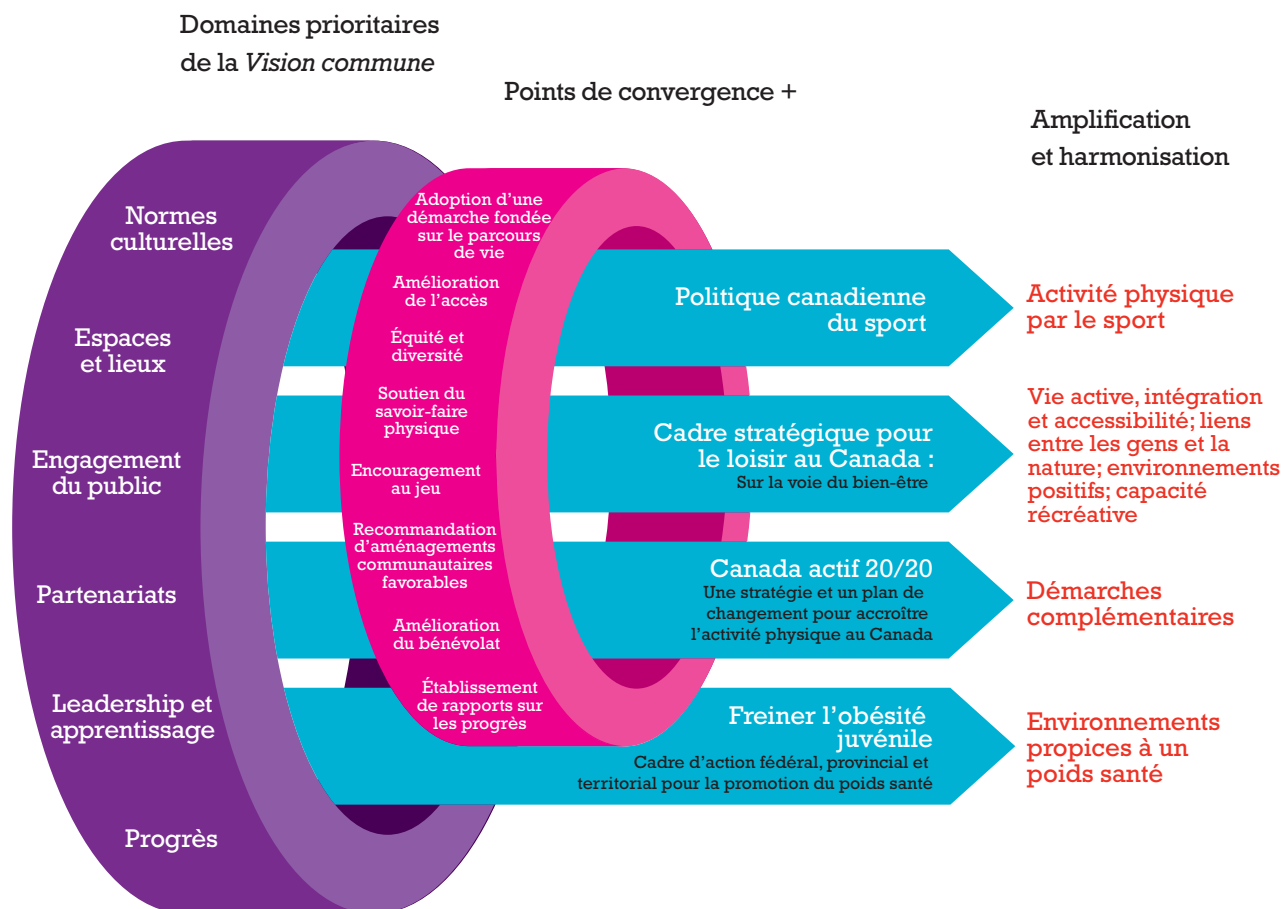 Domaines prioritaires
de la Vision commune
Points de convergence +
Amplification
et harmonisation
Normes
culturelles
Espaces
et lieux
Engagement
du public
Partenariats
Leadership et
apprentissage
Progrès
Adoption d’une
démarche fondée
sur le parcours
de vie
Amélioration
de l’accès
Équité et
diversité
Soutien du
savoir-faire
physique
Encouragement
au jeu
Recommandation
d’aménagements
communautaires
favorables
Amélioration
du bénévolat
Établissement
de rapports sur
les progrès
Politique canadienne
du sport
Activité physique
par le sport
Cadre stratégique pour
le loisir au Canada :
Sur la voie du bien-être
Vie active, intégration
et accessibilité; liens
entre les gens et la
nature; environnements
positifs; capacité
récréative
Canada actif 20/20
Une stratégie et un plan de
changement pour accroître
l’activité physique au Canada
Démarches
complémentaires
Freiner l’obésité
juvénile
Cadre d’action fédéral, provincial et
territorial pour la promotion du poids santé
Environnements
propices à un
poids santé